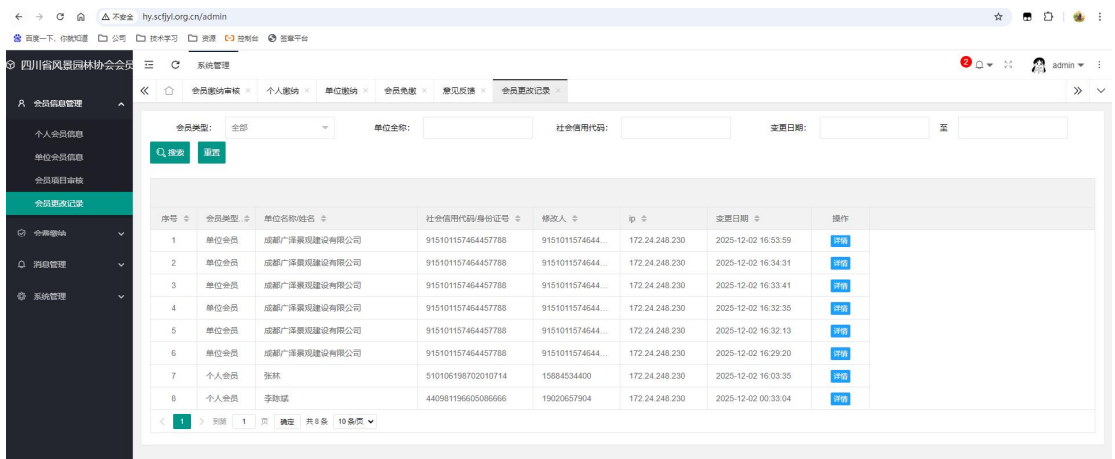 不安全 hy.scfjyl.org.cn/admin
百度一下，你就知道 公司 技术学习 资源 控制台 签章平台
四川省风景园林协会会员 系统管理 2 admin
会员信息管理 会员缴纳审核 × 个人缴纳 × 单位缴纳 × 会员免缴 × 意见反馈 × 会员更改记录 ×
个人会员信息
单位会员信息
会员项目审核
会员更改记录
会费缴纳
消息管理
系统管理
会员类型： 全部 单位全称： 社会信用代码： 变更日期： 至
搜索 重置
序号 会员类型.. 单位名称/姓名 社会信用代码/身份证号 修改人 ip 变更日期 操作
1 单位会员 成都广泽景观建设有限公司 915101157464457788 9151011574644... 172.24.248.230 2025-12-02 16:53:59 详情
2 单位会员 成都广泽景观建设有限公司 915101157464457788 9151011574644... 172.24.248.230 2025-12-02 16:34:31 详情
3 单位会员 成都广泽景观建设有限公司 915101157464457788 9151011574644... 172.24.248.230 2025-12-02 16:33:41 详情
4 单位会员 成都广泽景观建设有限公司 915101157464457788 9151011574644... 172.24.248.230 2025-12-02 16:32:35 详情
5 单位会员 成都广泽景观建设有限公司 915101157464457788 9151011574644... 172.24.248.230 2025-12-02 16:32:13 详情
6 单位会员 成都广泽景观建设有限公司 915101157464457788 9151011574644... 172.24.248.230 2025-12-02 16:29:20 详情
7 个人会员 张林 510106198702010714 15884534400 172.24.248.230 2025-12-02 16:03:35 详情
8 个人会员 李琼斌 440981196605086666 19020657904 172.24.248.230 2025-12-02 00:33:04 详情
1 到第 1 页 确定 共 8 条 10 条/页